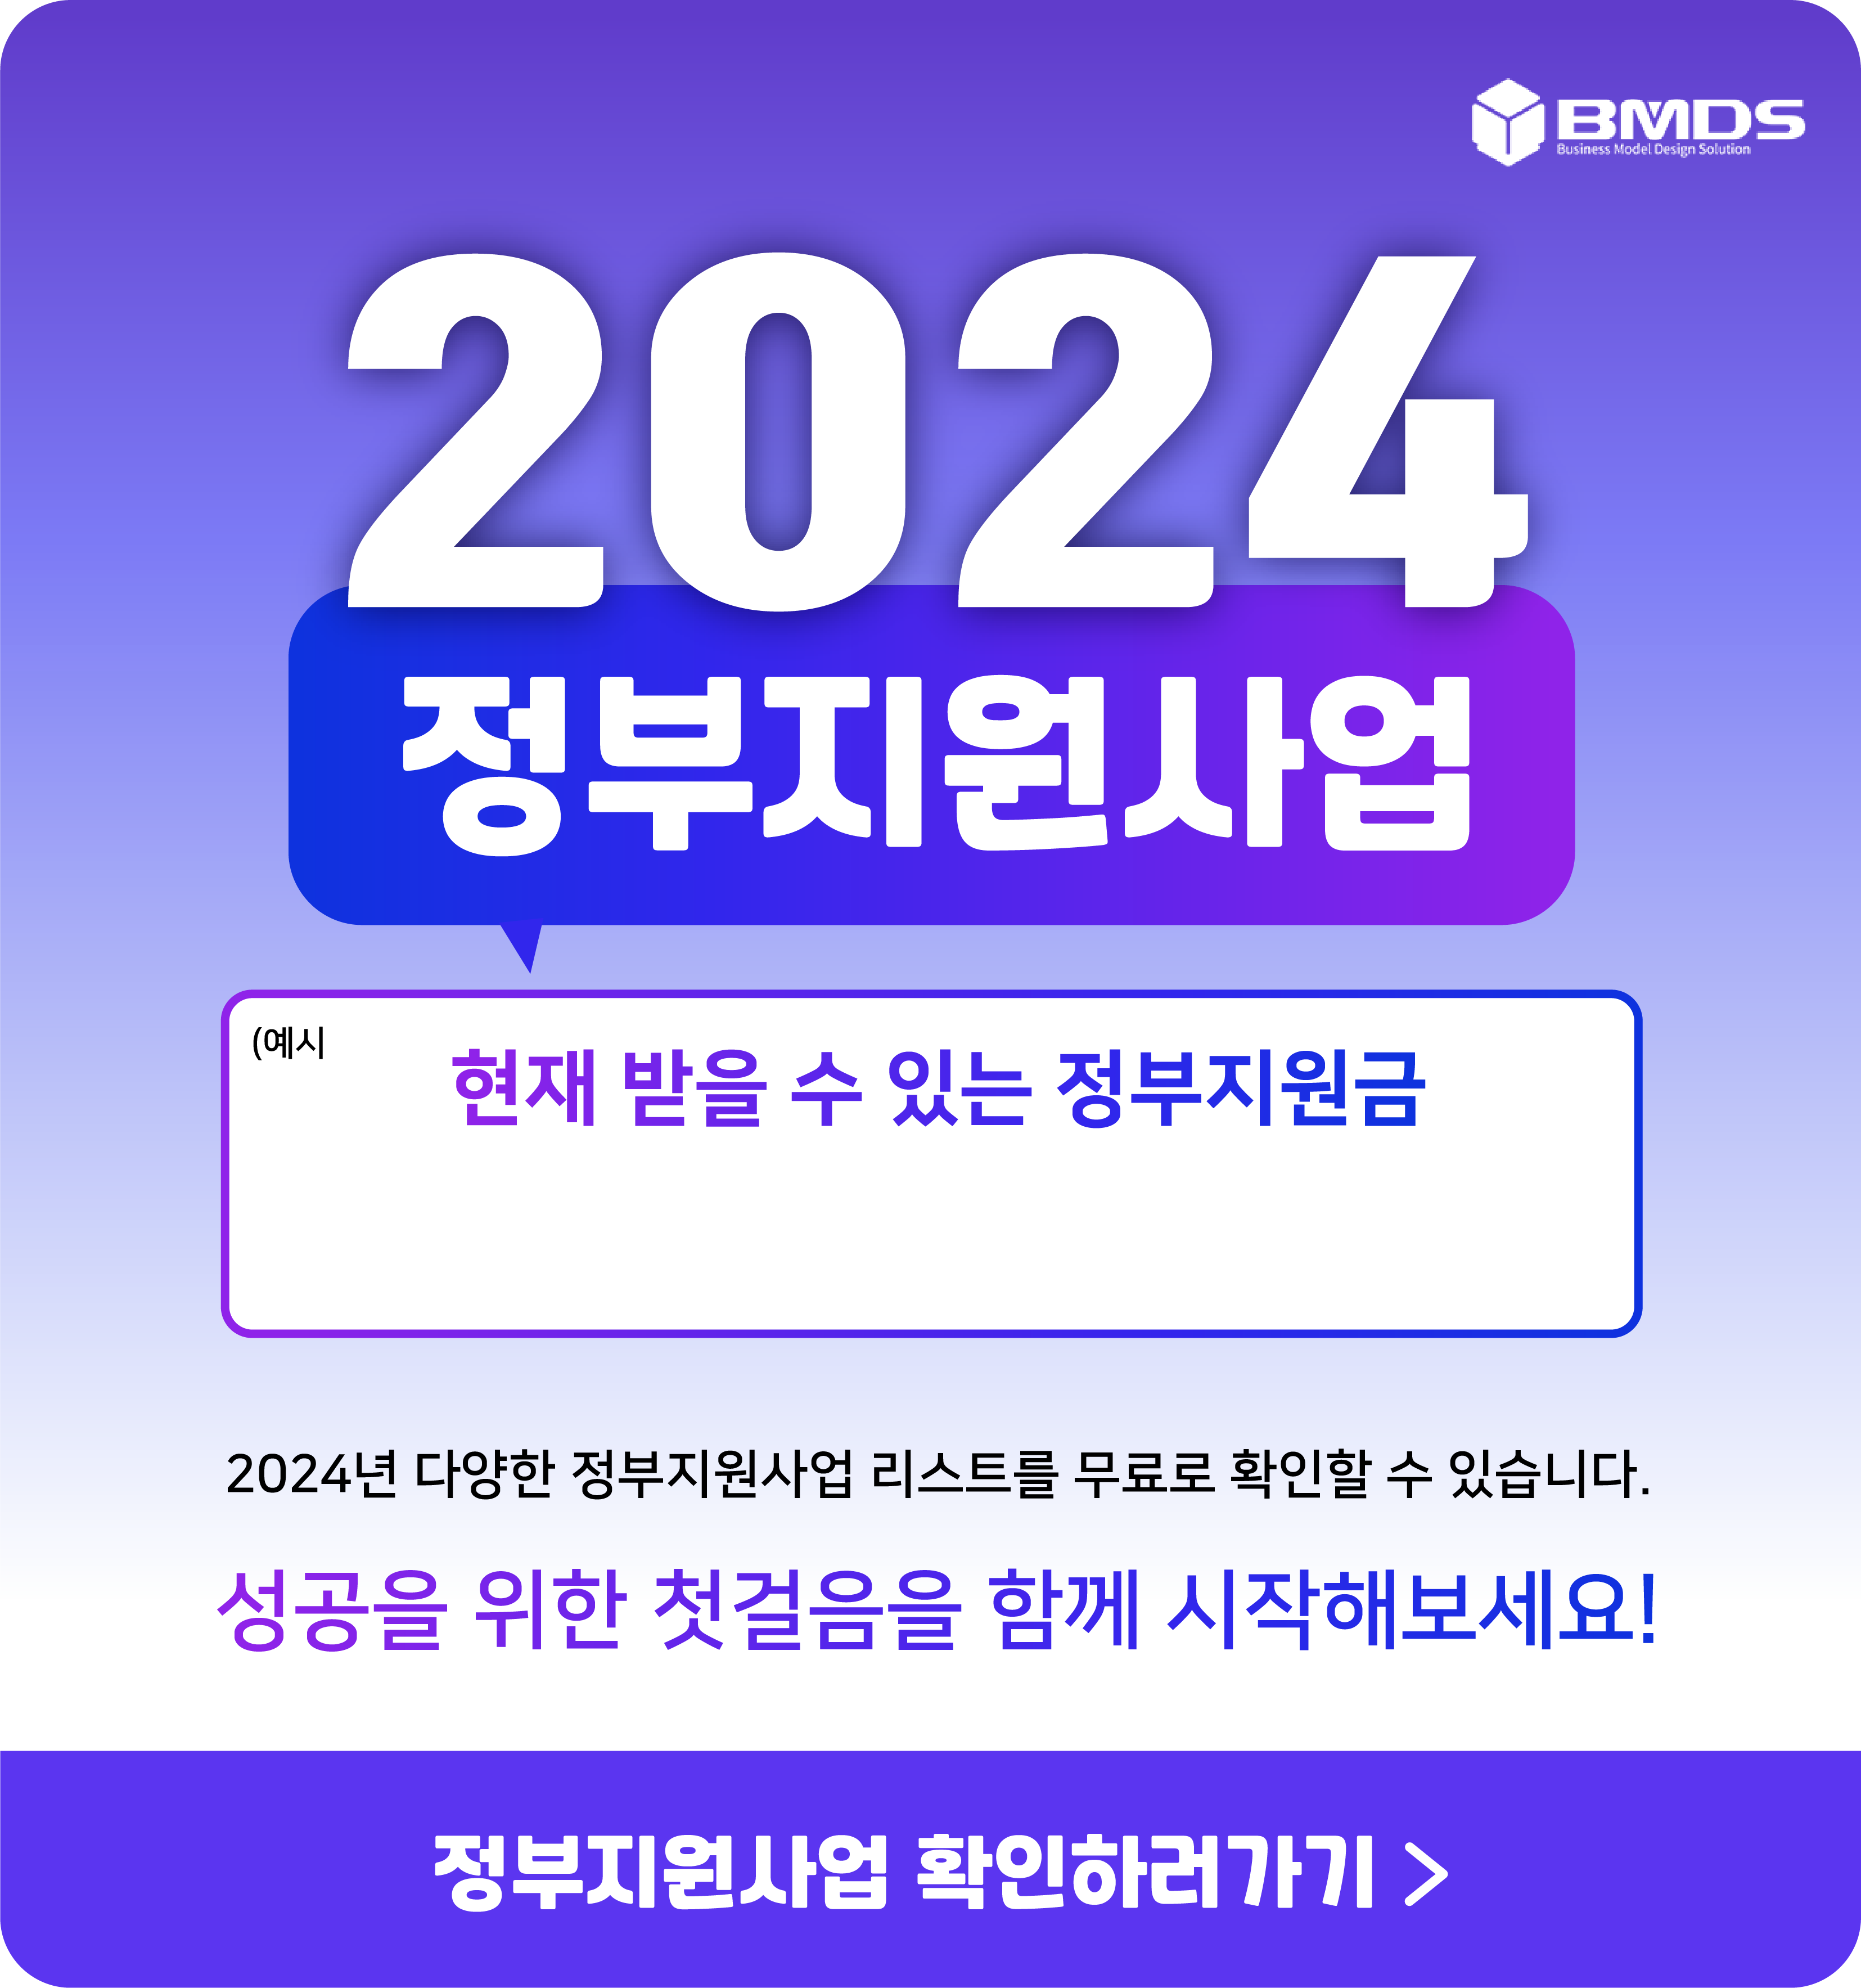 BMDS
Business Model Design Solution
2024
정부지원사업
(예시
현재 받을 수 있는 정부지원금
2024년 다양한 정부지원사업 리스트를 무료로 확인할 수 있습니다.
성공을 위한 첫걸음을 함께 시작해보세요!
정부지원사업 확인하러가기 >